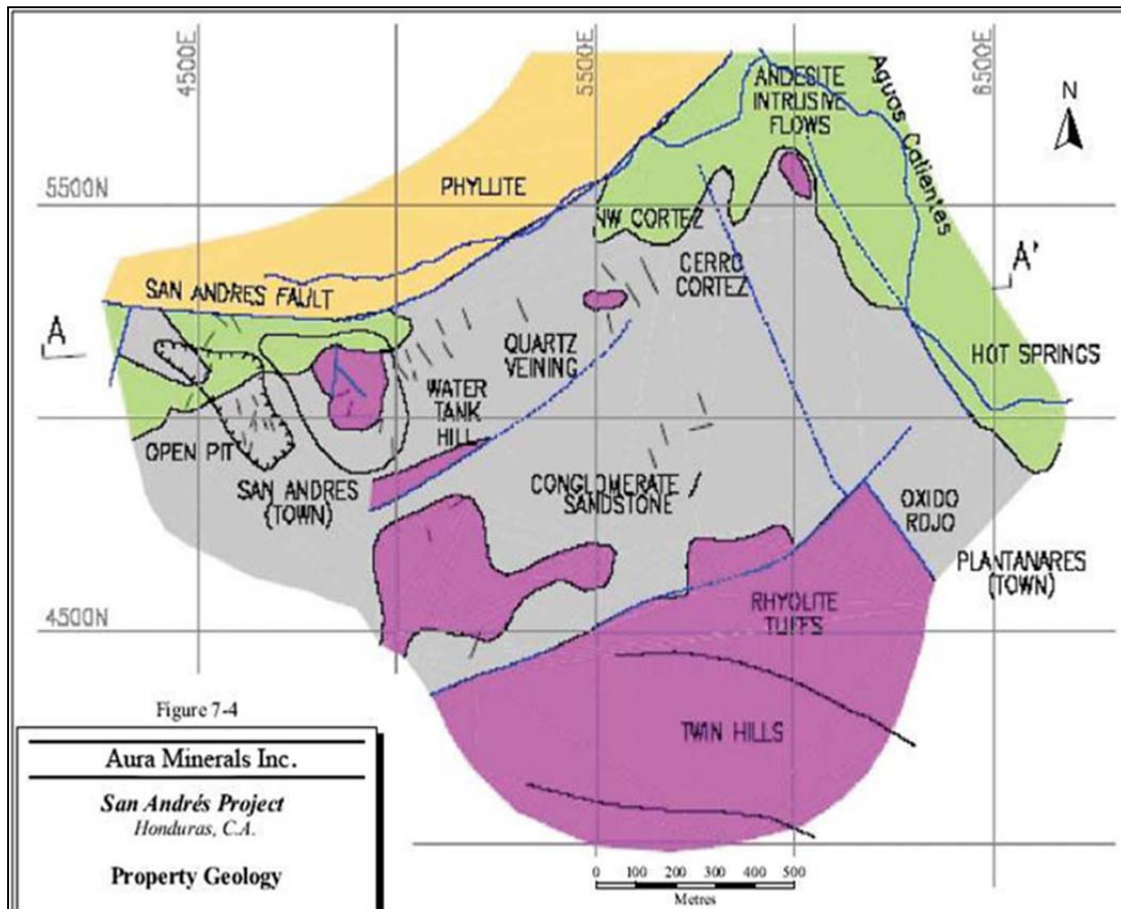 4500E
5500E
6500E
ANDESITE
INTRUSIVE
FLOWS
Aguas Calientes
N
5500N
PHYLLITE
NW CORTEZ
CERRO
CORTEZ
A'
SAN ANDRES FAULT
A
QUARTZ
VEINING
HOT SPRINGS
WATER
TANK
HILL
OPEN PIT
SAN ANDRES
(TOWN)
CONGLOMERATE /
SANDSTONE
OXIDO
ROJO
PLANTANARES
(TOWN)
4500N
RHYOLITE
TUFFS
TWIN HILLS
Figure 7-4
Aura Minerals Inc.
San Andrés Project
Honduras, C.A.
Property Geology
0 100 200 300 400 500
Metres